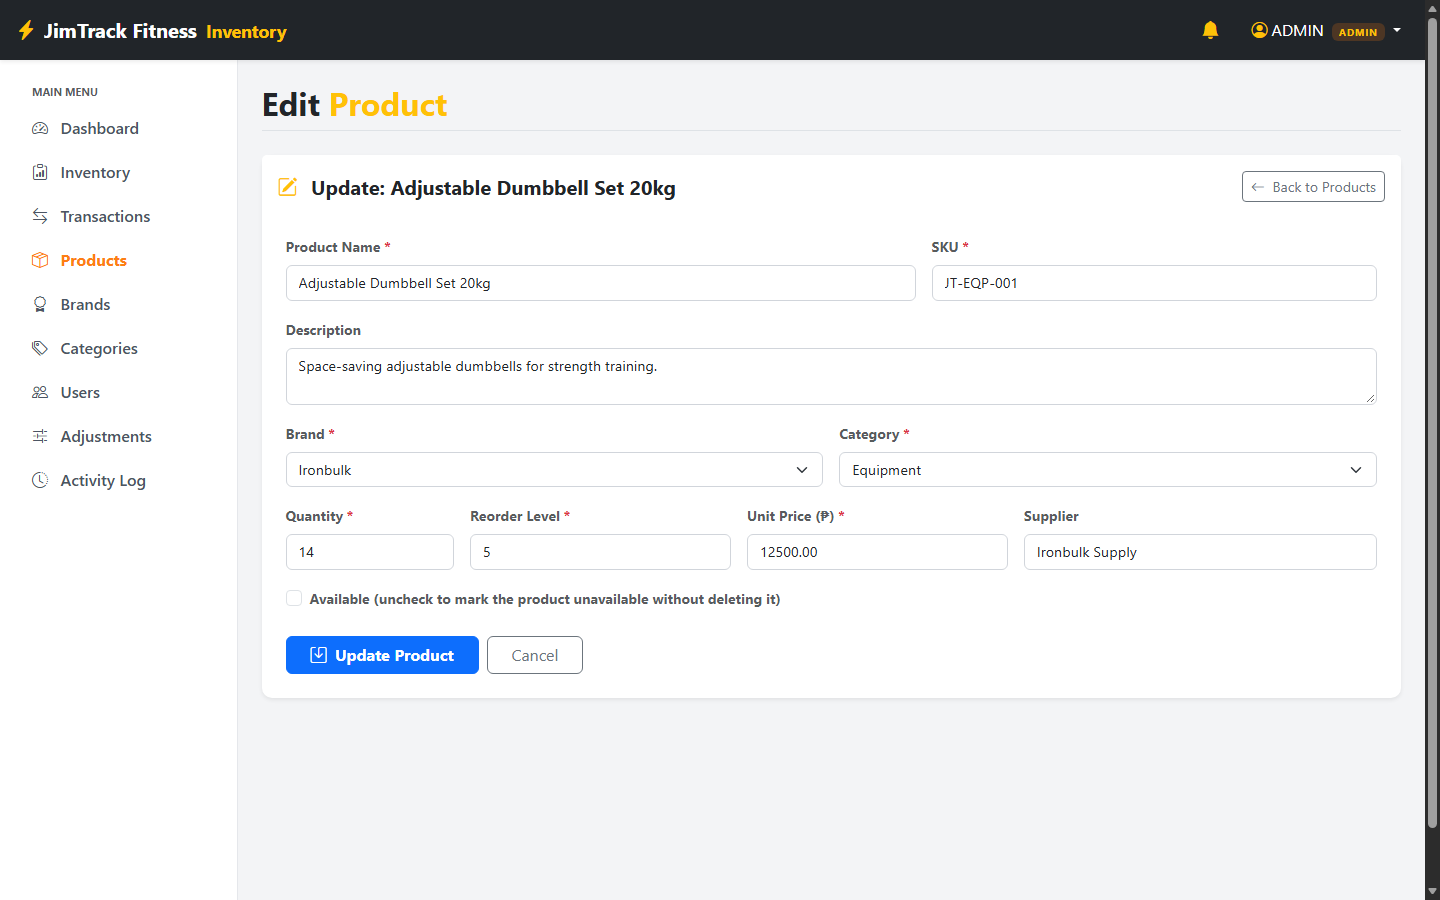 JimTrack Fitness Inventory
ADMIN ADMIN
MAIN MENU
Dashboard
Inventory
Transactions
Products
Brands
Categories
Users
Adjustments
Activity Log
Edit Product
Update: Adjustable Dumbbell Set 20kg
Back to Products
Product Name * SKU *
Adjustable Dumbbell Set 20kg JT-EQP-001
Description
Space-saving adjustable dumbbells for strength training.
Brand * Category *
Ironbulk Equipment
Quantity * Reorder Level * Unit Price (₱) * Supplier
14 5 12500.00 Ironbulk Supply
Available (uncheck to mark the product unavailable without deleting it)
Update Product Cancel